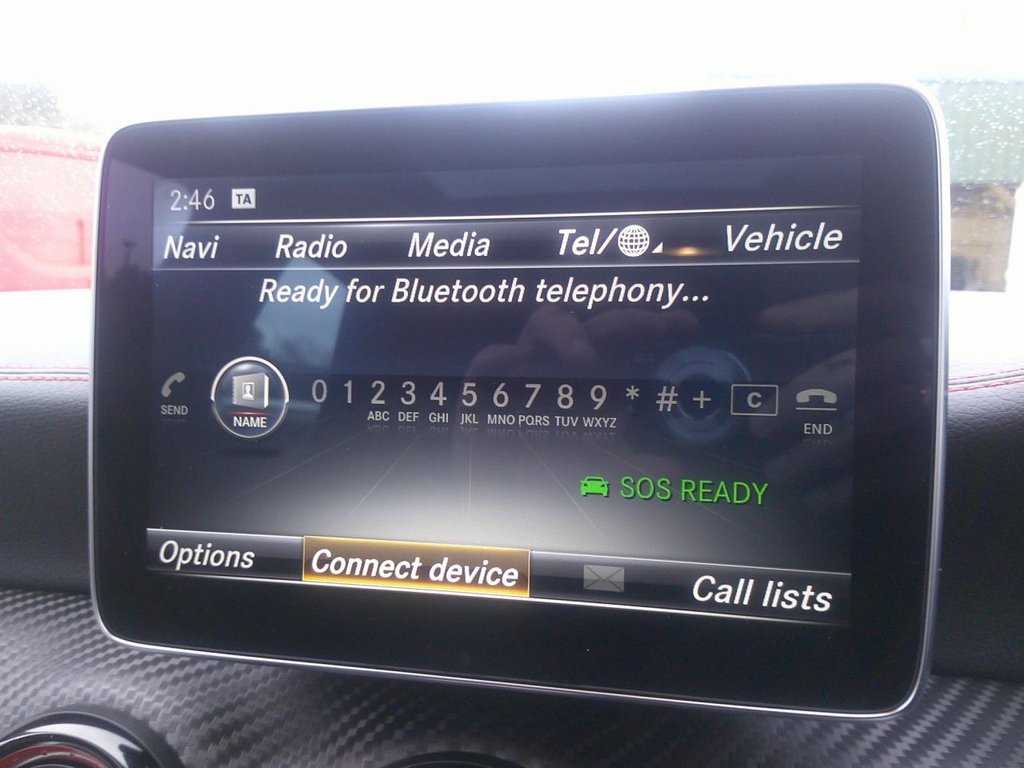 2:46 TA
Navi Radio Media Tel/ Vehicle
Ready for Bluetooth telephony...
SEND NAME 0 1 2 3 4 5 6 7 8 9 * # + C END
ABC DEF GHI JKL MNO PQRS TUV WXYZ
SOS READY
Options Connect device Call lists